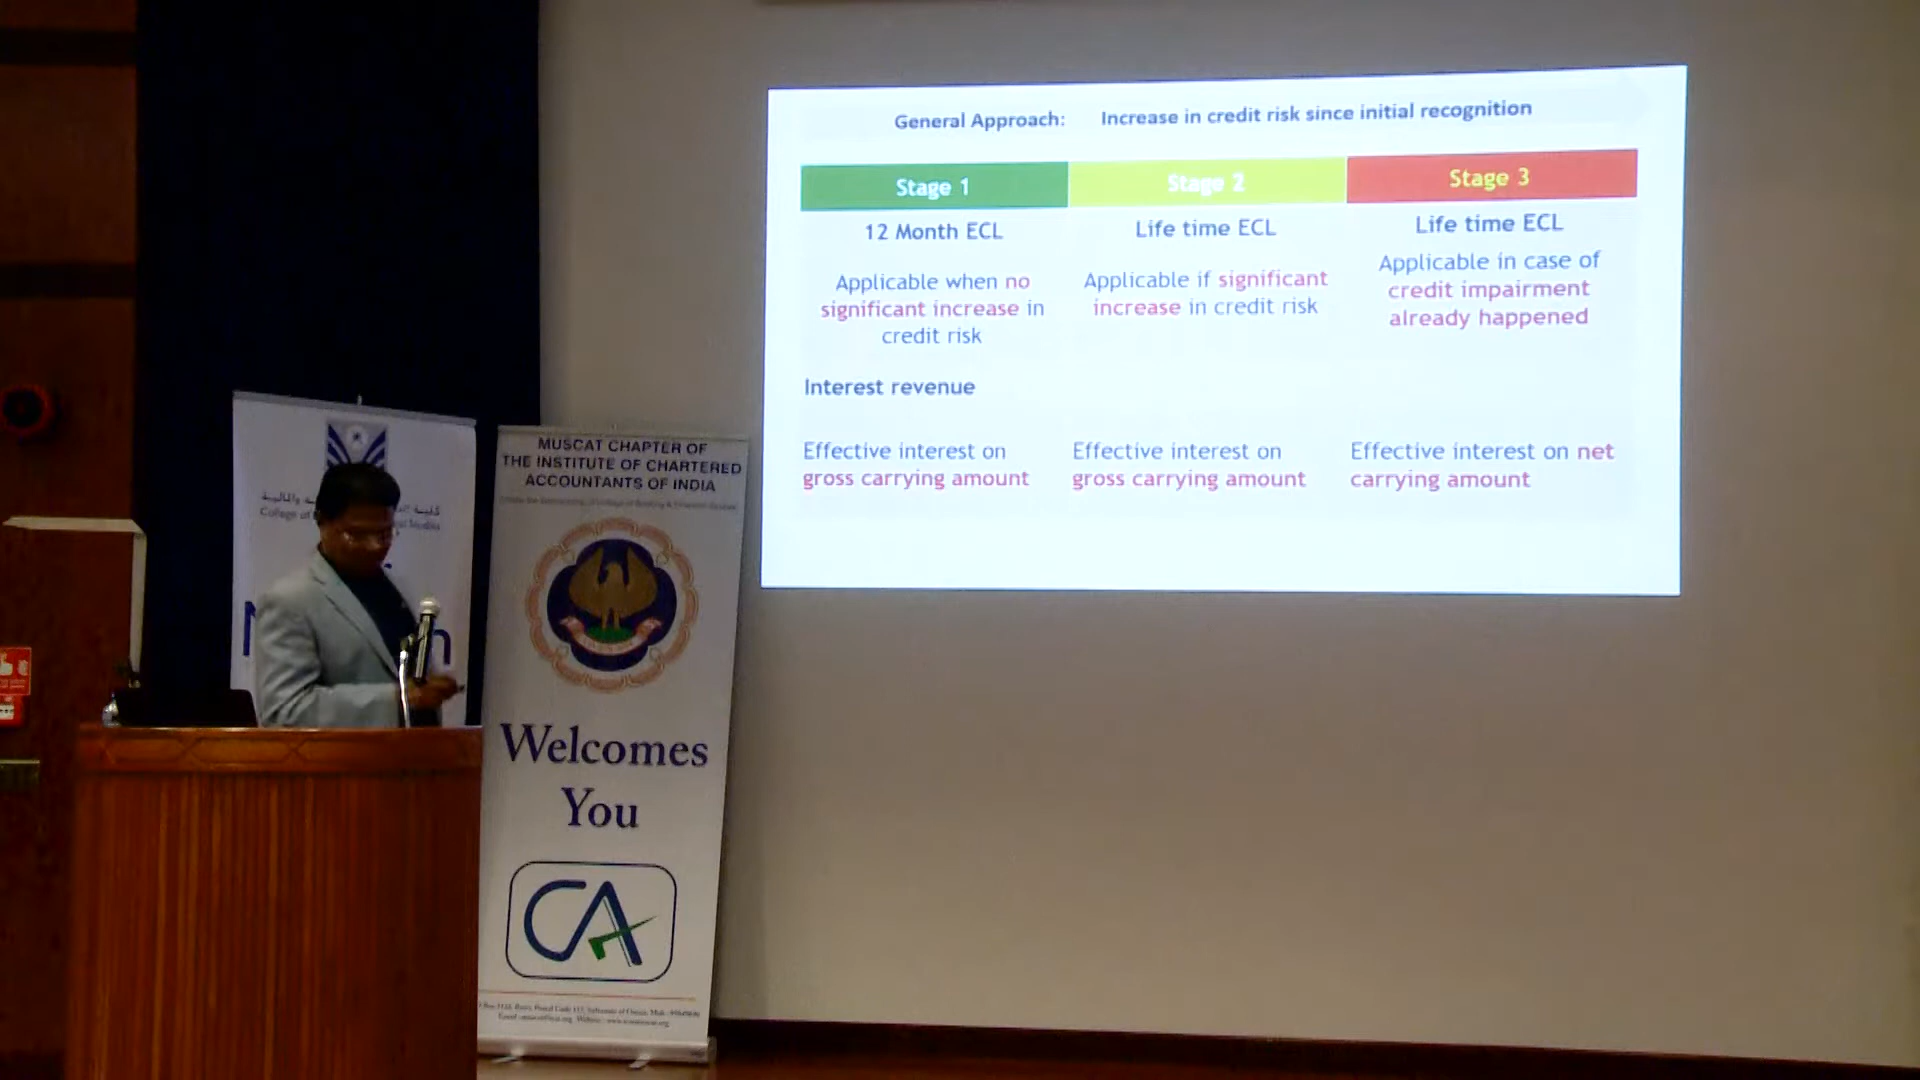 General Approach: Increase in credit risk since initial recognition
Stage 1
Stage 2
Stage 3
12 Month ECL
Life time ECL
Life time ECL
Applicable when no
significant increase in
credit risk
Applicable if significant
increase in credit risk
Applicable in case of
credit impairment
already happened
Interest revenue
Effective interest on
gross carrying amount
Effective interest on
gross carrying amount
Effective interest on net
carrying amount
MUSCAT CHAPTER OF
THE INSTITUTE OF CHARTERED
ACCOUNTANTS OF INDIA
Welcomes
You
CA
College of
كلية
والمالية